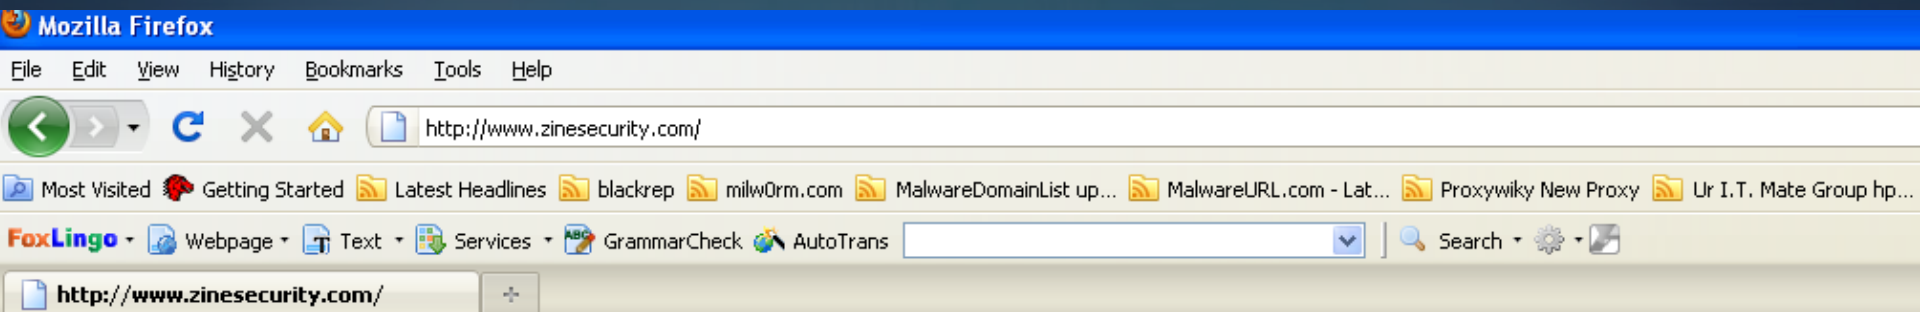 Mozilla Firefox
File Edit View History Bookmarks Tools Help
http://www.zinesecurity.com/
Most Visited Getting Started Latest Headlines blackrep milw0rm.com MalwareDomainList up... MalwareURL.com - Lat... Proxywiky New Proxy Ur I.T. Mate Group hp...
FoxLingo Webpage Text Services ABC GrammarCheck AutoTrans Search
http://www.zinesecurity.com/